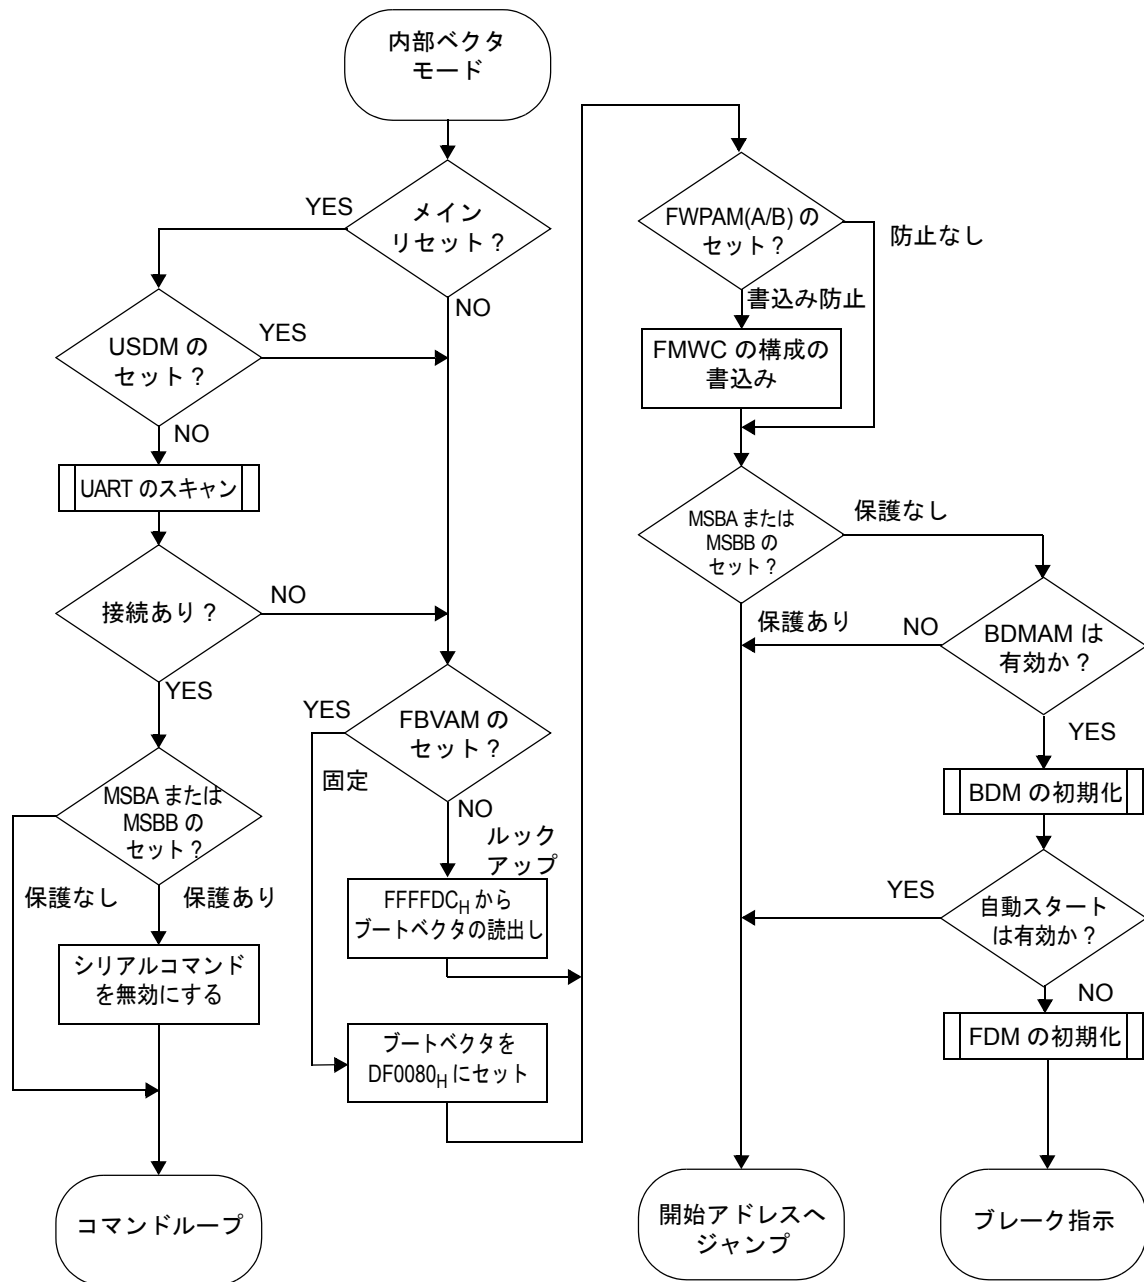 内部ベクタ
モード
メイン
リセット？
YES
NO
USDM の
セット？
YES
NO
UART のスキャン
接続あり？
NO
YES
MSBA または
MSBB の
セット？
保護なし
保護あり
シリアルコマンド
を無効にする
コマンドループ
FBVAM の
セット？
YES
固定
NO
ルック
アップ
FFFFDCH から
ブートベクタの読出し
ブートベクタを
DF0080H にセット
FWPAM(A/B) の
セット？
防止なし
書込み防止
FMWC の構成の
書込み
MSBA または
MSBB の
セット？
保護なし
保護あり
NO
BDMAM は
有効か？
YES
BDM の初期化
YES
自動スタート
は有効か？
NO
FDM の初期化
開始アドレスへ
ジャンプ
ブレーク指示